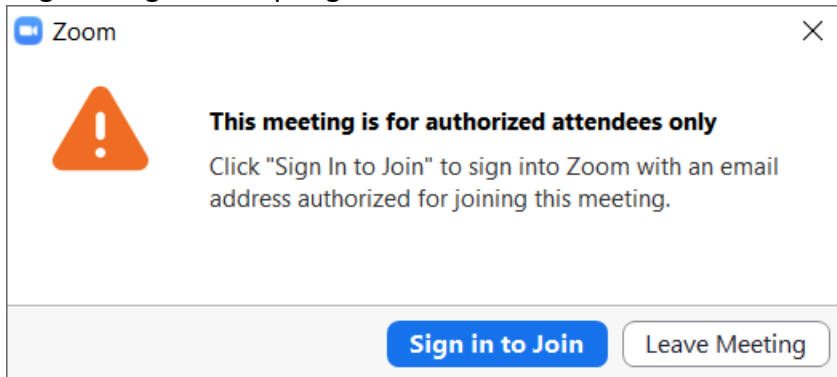 Zoom
This meeting is for authorized attendees only
Click "Sign In to Join" to sign into Zoom with an email
address authorized for joining this meeting.
Sign in to Join
Leave Meeting